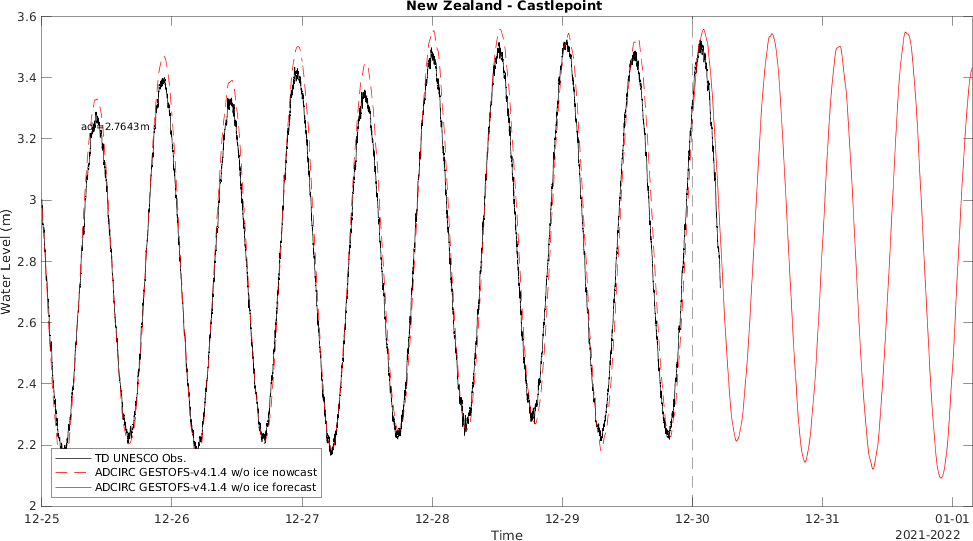 New Zealand - Castlepoint
3.6
3.4
3.2
3
2.8
2.6
2.4
2.2
2
Water Level (m)
=2.7643m
TD UNESCO Obs.
ADCIRC GESTOFS-v4.1.4 w/o ice nowcast
ADCIRC GESTOFS-v4.1.4 w/o ice forecast
12-25
12-26
12-27
12-28
12-29
12-30
12-31
01-01
Time
2021-2022